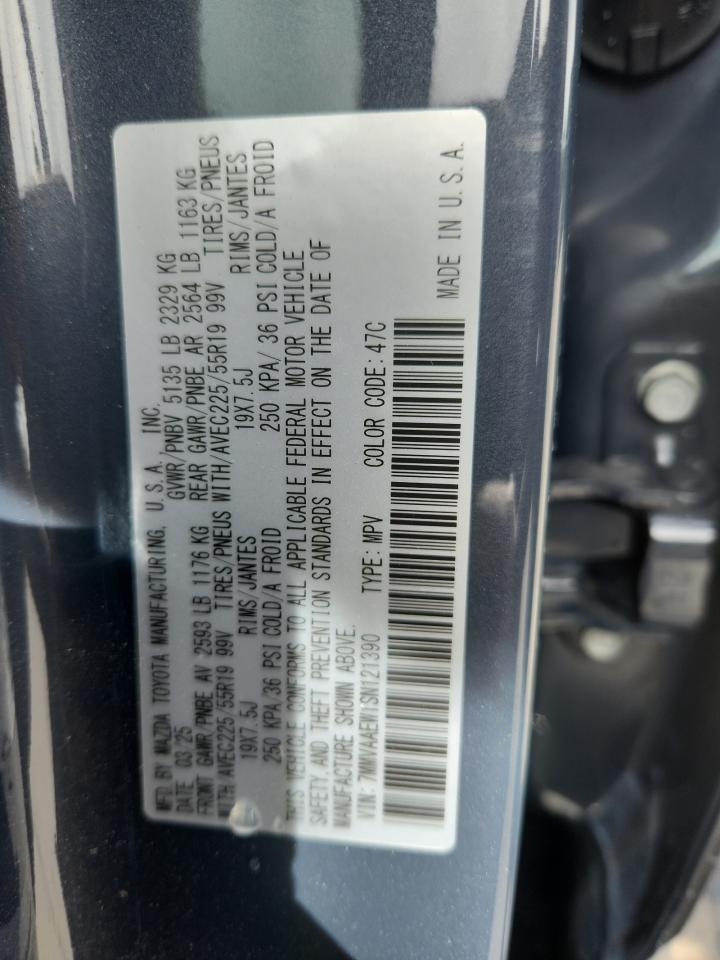 MFD. BY MAZDA TOYOTA MANUFACTURING, U.S.A. INC.
DATE 03/25 GVWR/PNBV 5135 LB 2329 KG
FRONT GAWR/PNBE AV 2593 LB 1176 KG REAR GAWR/PNBE AR 2564 LB 1163 KG
WITH/AVEC225/55R19 99V TIRES/PNEUS WITH/AVEC225/55R19 99V TIRES/PNEUS
19X7.5J RIMS/JANTES 19X7.5J RIMS/JANTES
250 KPA/36 PSI COLD/A FROID 250 KPA/ 36 PSI COLD/A FROID
THIS VEHICLE CONFORMS TO ALL APPLICABLE FEDERAL MOTOR VEHICLE
SAFETY,AND THEFT PREVENTION STANDARDS IN EFFECT ON THE DATE OF
MANUFACTURE SHOWN ABOVE.
VIN: 7MMVAAEW1SN121390 TYPE: MPV COLOR CODE: 47C
MADE IN U.S.A.